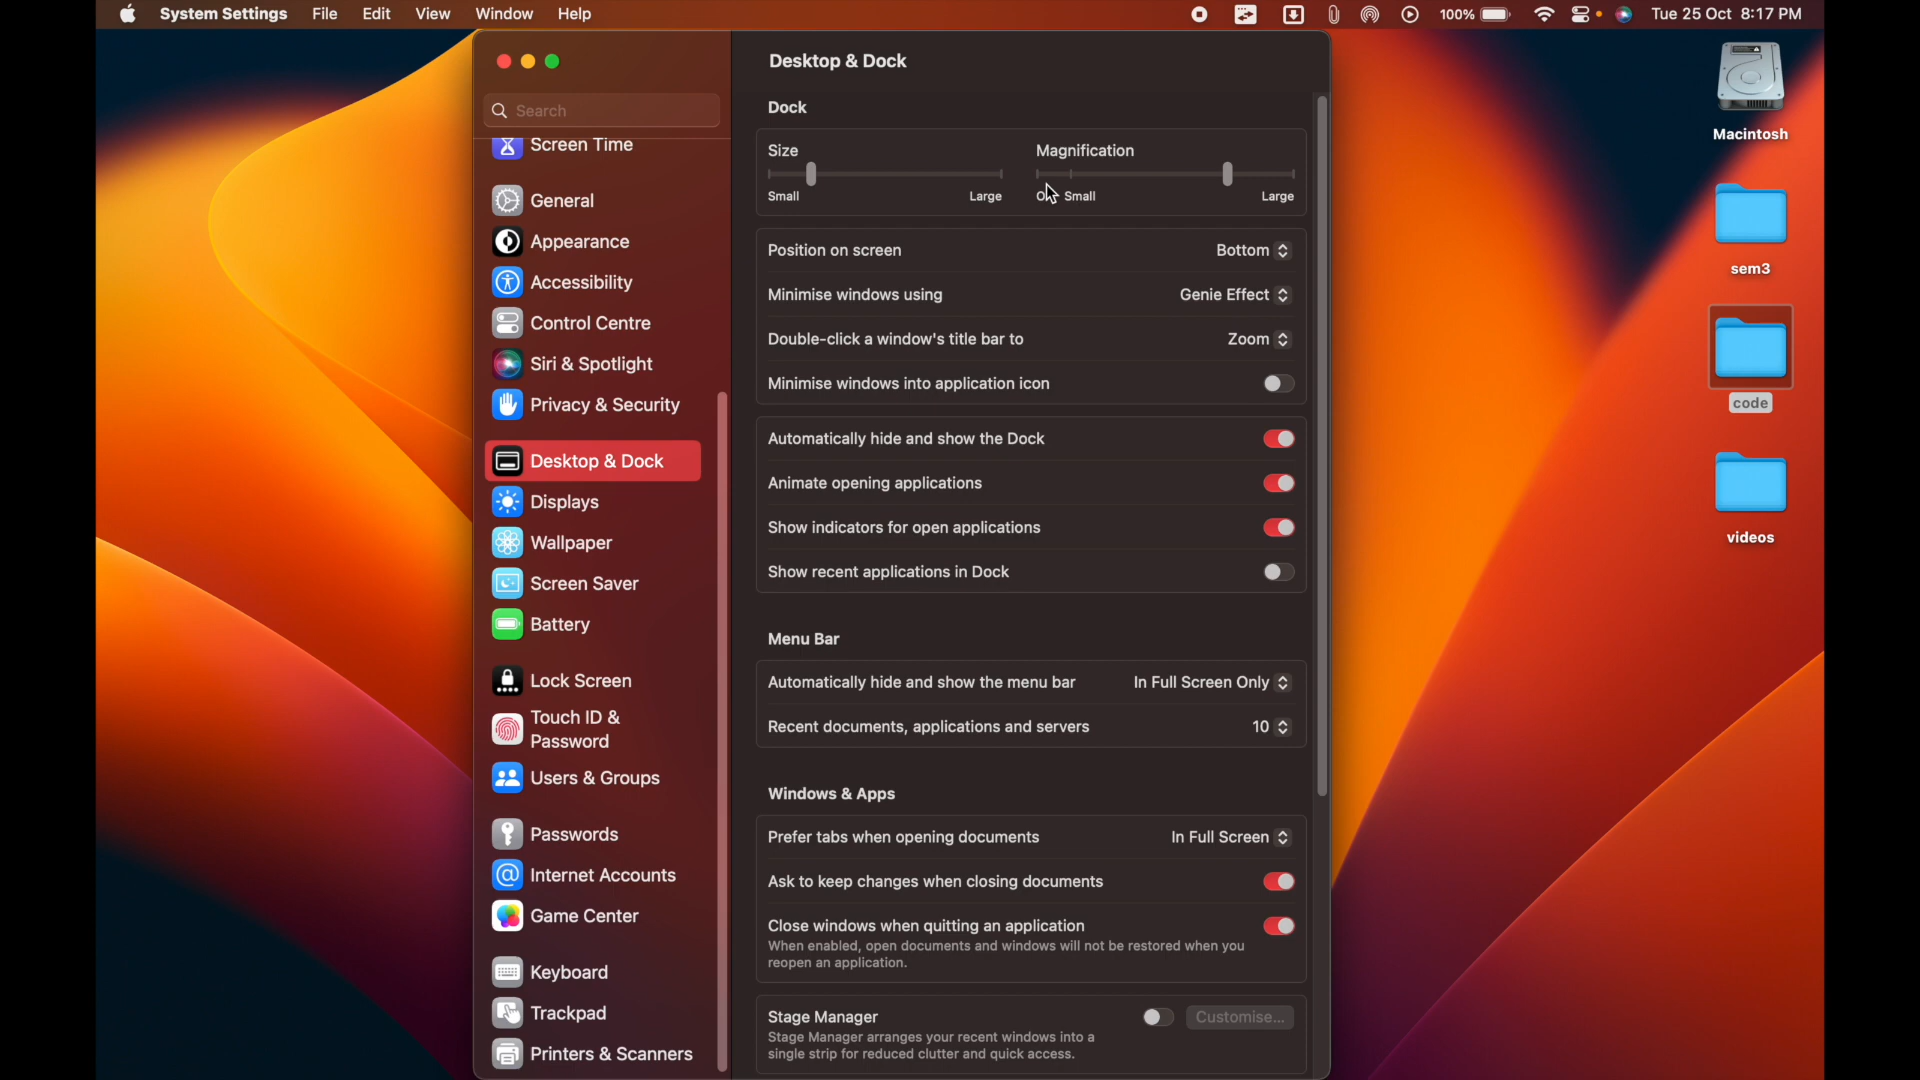 System Settings File Edit View Window Help 100% Tue 25 Oct 8:17 PM
Search
Screen Time
General
Appearance
Accessibility
Control Centre
Siri & Spotlight
Privacy & Security
Desktop & Dock
Displays
Wallpaper
Screen Saver
Battery
Lock Screen
Touch ID &
Password
Users & Groups
Passwords
Internet Accounts
Game Center
Keyboard
Trackpad
Printers & Scanners
Desktop & Dock
Dock
Size Magnification
Small Large Small Large
Position on screen Bottom
Minimise windows using Genie Effect
Double-click a window's title bar to Zoom
Minimise windows into application icon
Automatically hide and show the Dock
Animate opening applications
Show indicators for open applications
Show recent applications in Dock
Menu Bar
Automatically hide and show the menu bar In Full Screen Only
Recent documents, applications and servers 10
Windows & Apps
Prefer tabs when opening documents In Full Screen
Ask to keep changes when closing documents
Close windows when quitting an application
When enabled, open documents and windows will not be restored when you
reopen an application.
Stage Manager Customise...
Stage Manager arranges your recent windows into a
single strip for reduced clutter and quick access.
Macintosh
sem3
code
videos